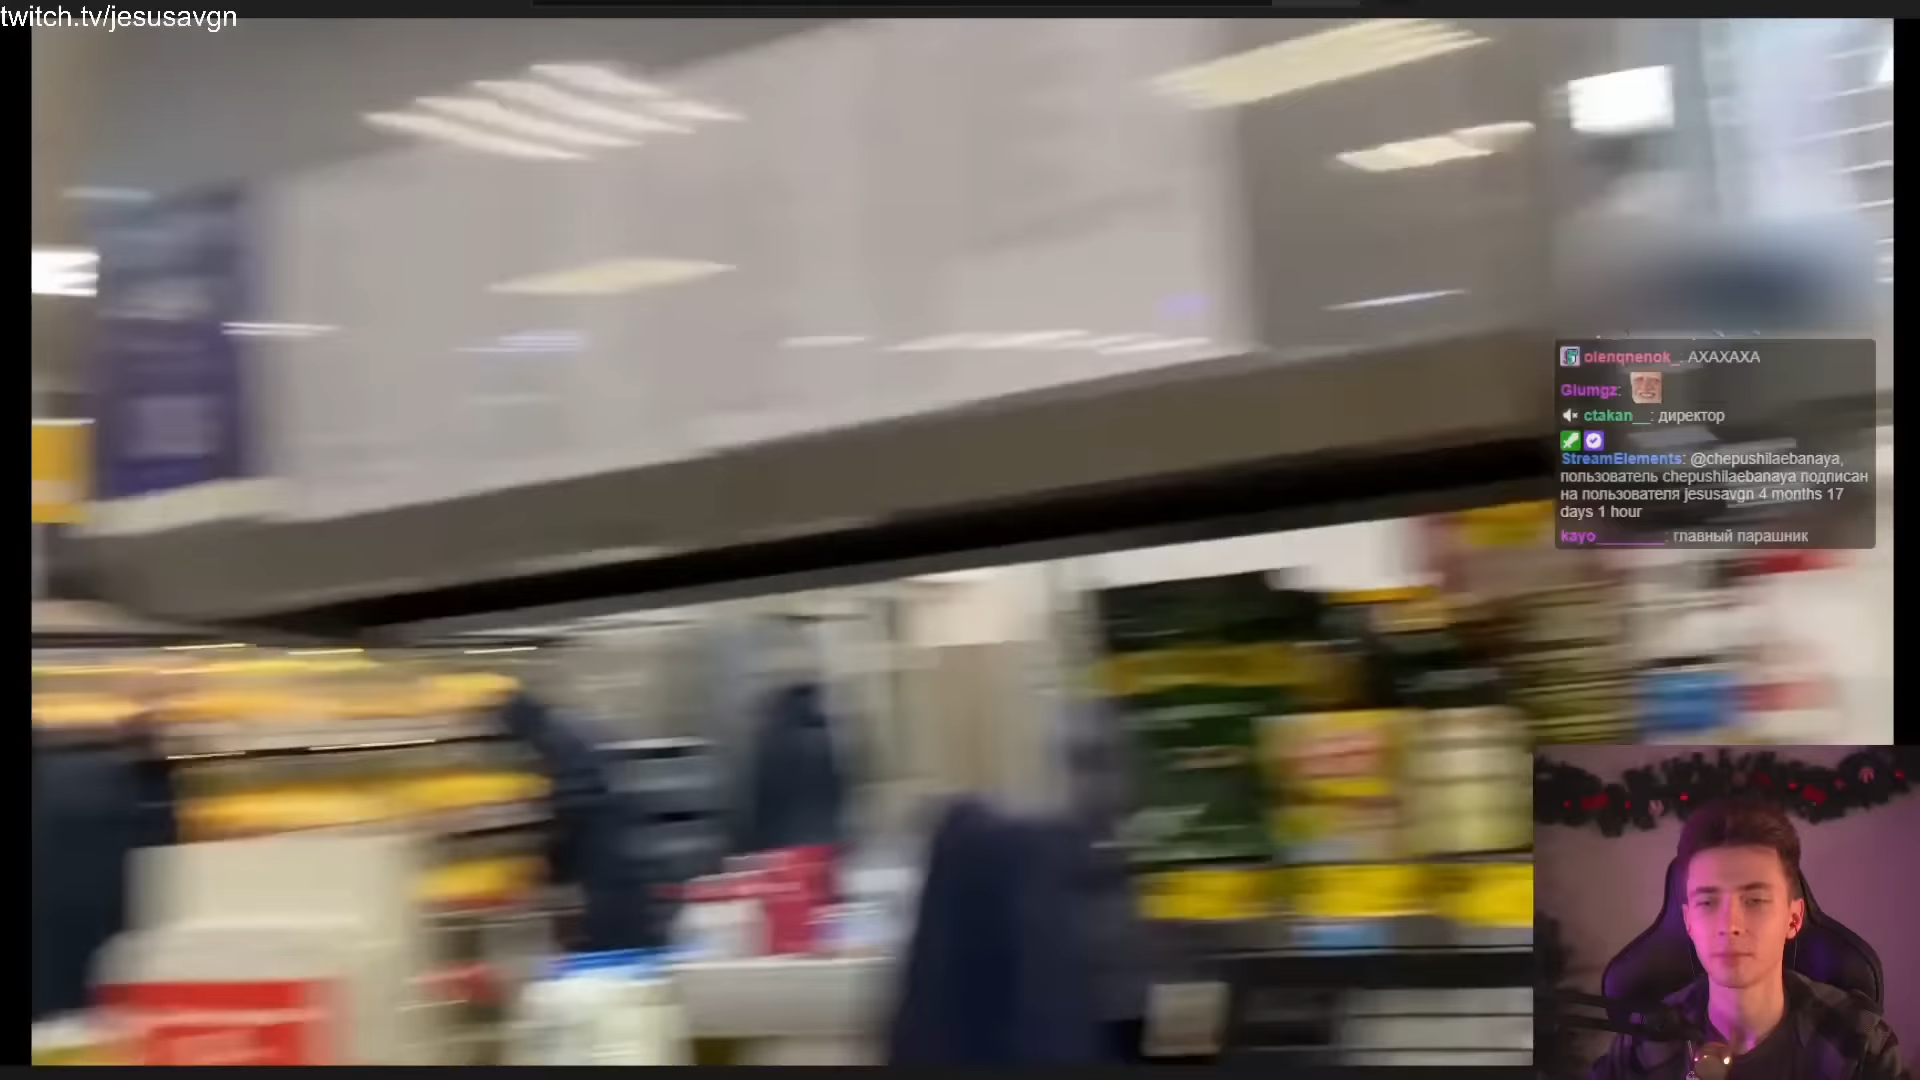 twitch.tv/jesusavgn
olenqnenok_: АХАХАХА
Glumgz:
ctakan__: директор
StreamElements: @chepushilaebanaya,
пользователь chepushilaebanaya подписан
на пользователя jesusavgn 4 months 17
days 1 hour
kayo________: главный парашник